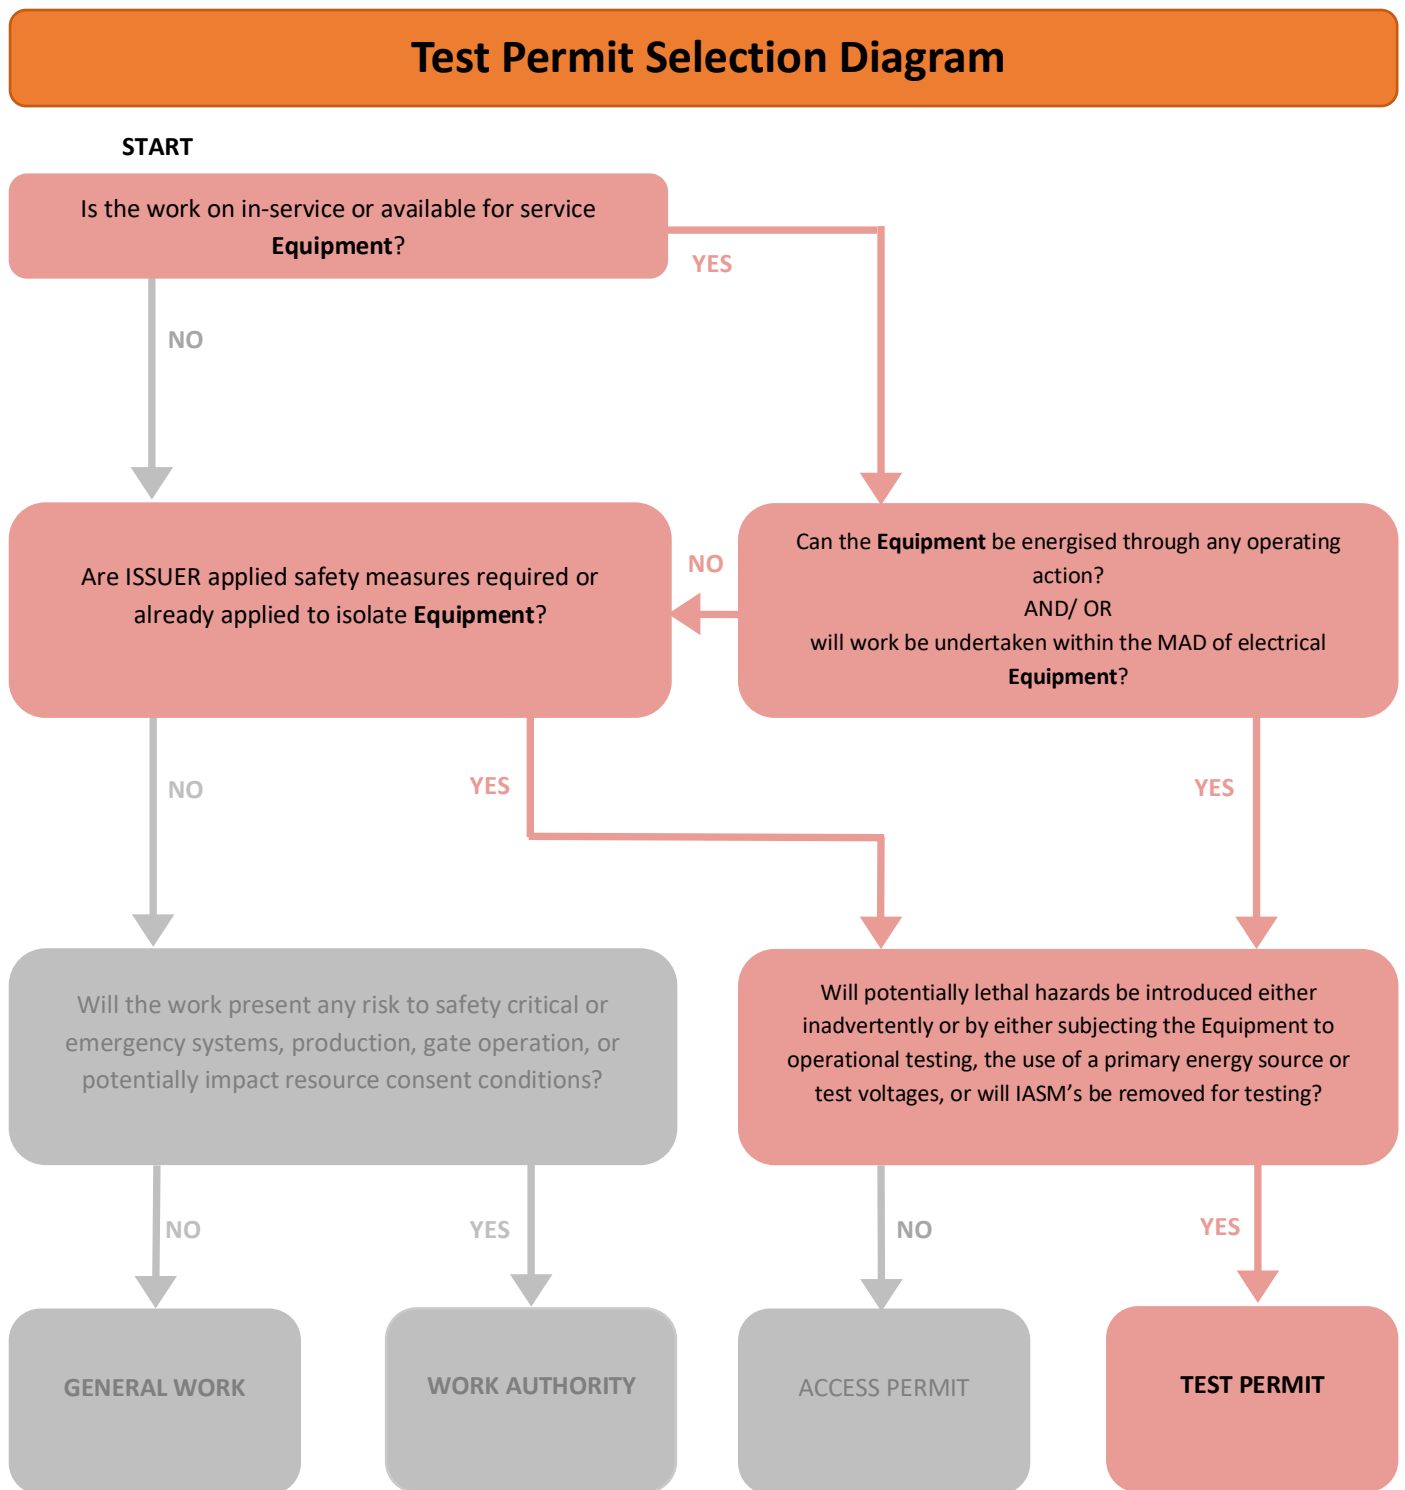 Test Permit Selection Diagram
START
Is the work on in-service or available for service
Equipment?
YES
NO
Are ISSUER applied safety measures required or
already applied to isolate Equipment?
NO
Can the Equipment be energised through any operating
action?
AND/ OR
will work be undertaken within the MAD of electrical
Equipment?
NO
YES
YES
Will the work present any risk to safety critical or
emergency systems, production, gate operation, or
potentially impact resource consent conditions?
Will potentially lethal hazards be introduced either
inadvertently or by either subjecting the Equipment to
operational testing, the use of a primary energy source or
test voltages, or will IASM's be removed for testing?
NO
YES
NO
YES
GENERAL WORK
WORK AUTHORITY
ACCESS PERMIT
TEST PERMIT